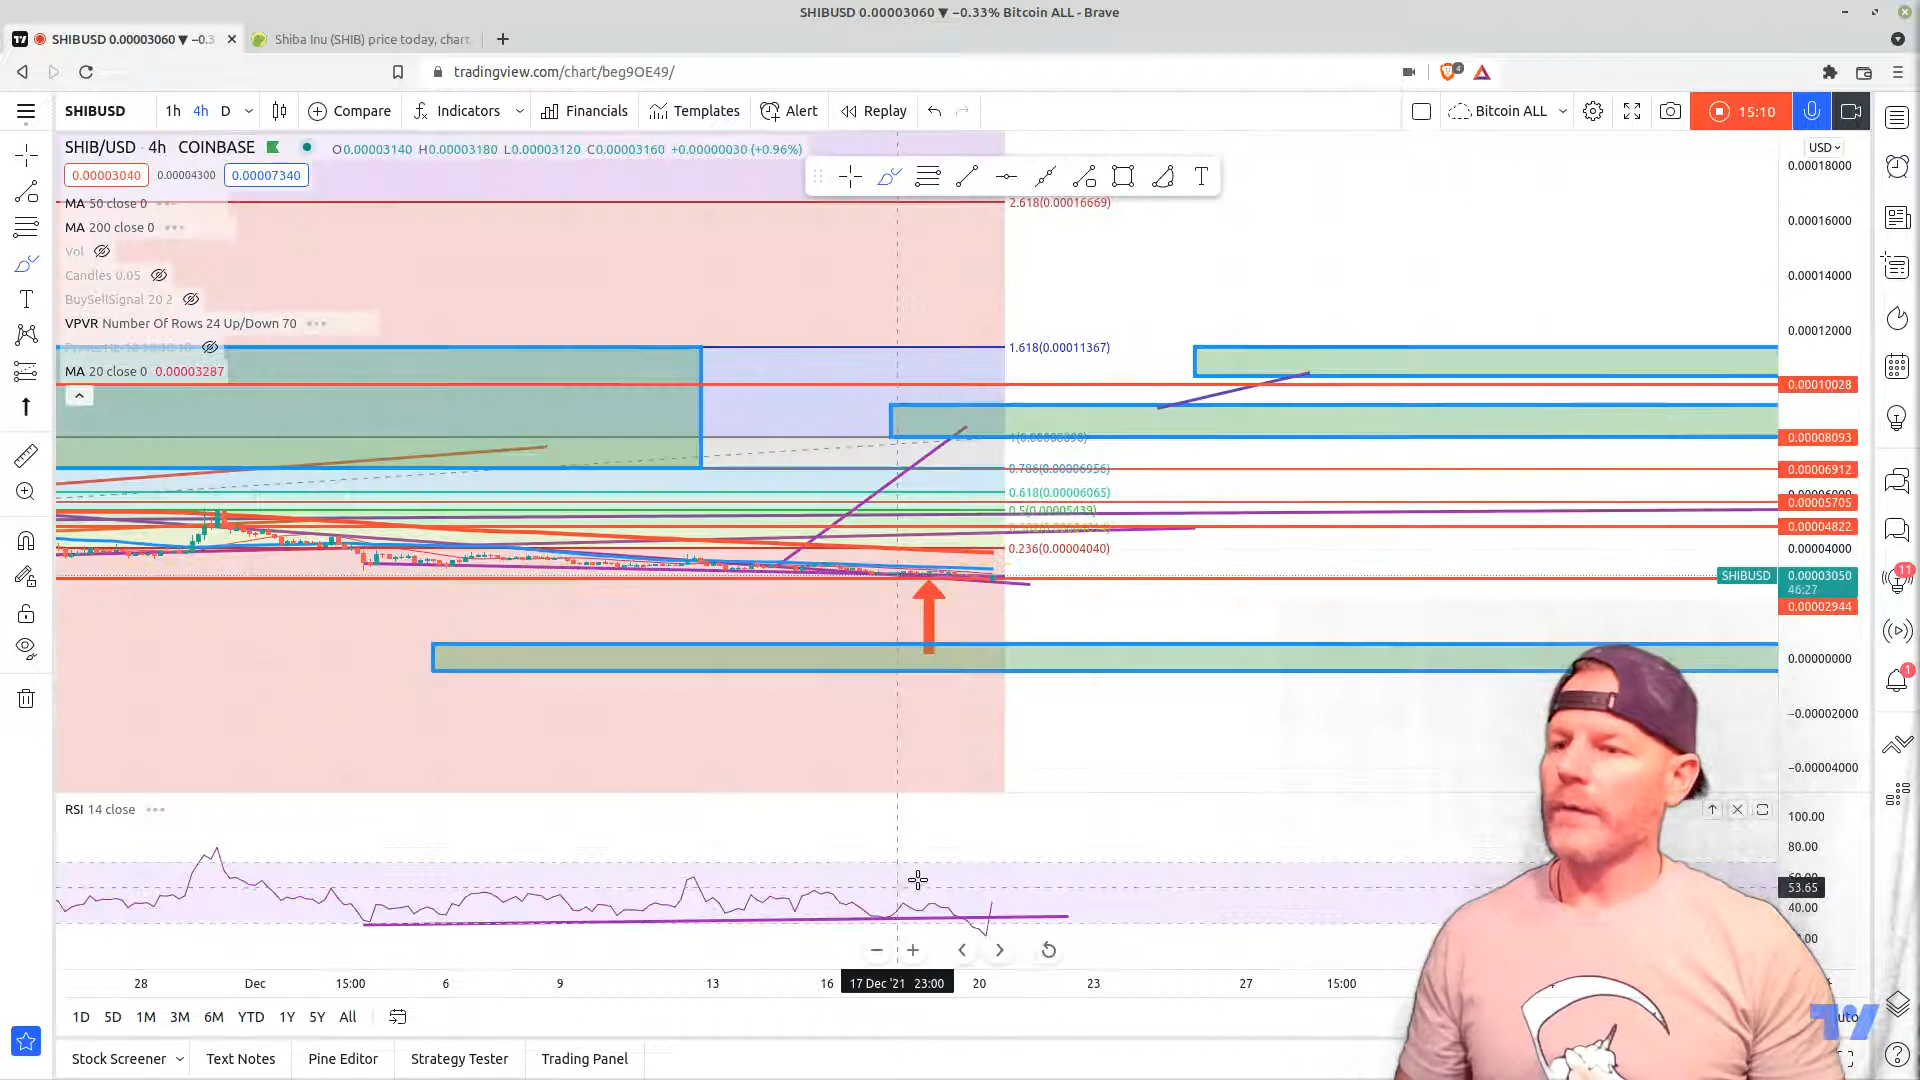 SHIBUSD 0.00003060 ▼ −0.33% Bitcoin ALL - Brave
SHIBUSD 0.00003060 ▼ −0.3
Shiba Inu (SHIB) price today, chart
tradingview.com/chart/beg9OE49/
4
SHIBUSD 1h 4h D Compare Indicators Financials Templates Alert Replay Bitcoin ALL 15:10
SHIB/USD 4h COINBASE O0.00003140 H0.00003180 L0.00003120 C0.00003160 +0.00000030 (+0.96%)
USD
0.00018000
0.00003040 0.00004300 0.00007340
T
MA 50 close 0
2.618(0.00016669)
0.00016000
MA 200 close 0
Vol
Candles 0.05
0.00014000
BuySellSignal 20 2
VPVR Number Of Rows 24 Up/Down 70
0.00012000
1.618(0.00011367)
MA 20 close 0 0.00003287
0.00010028
0.00008093
0.786(0.00006956)
0.00006912
0.618(0.00006065)
0.00005705
0.5(0.00005439)
0.00004822
0.236(0.00004040)
0.00004000
SHIBUSD 0.00003050
46:27
0.00002944
11
0.00000000
1
−0.00002000
−0.00004000
RSI 14 close
100.00
80.00
53.65
40.00
28 Dec 15:00 6 9 13 16 17 Dec '21 23:00 20 23 27 15:00
1D 5D 1M 3M 6M YTD 1Y 5Y All
Stock Screener Text Notes Pine Editor Strategy Tester Trading Panel